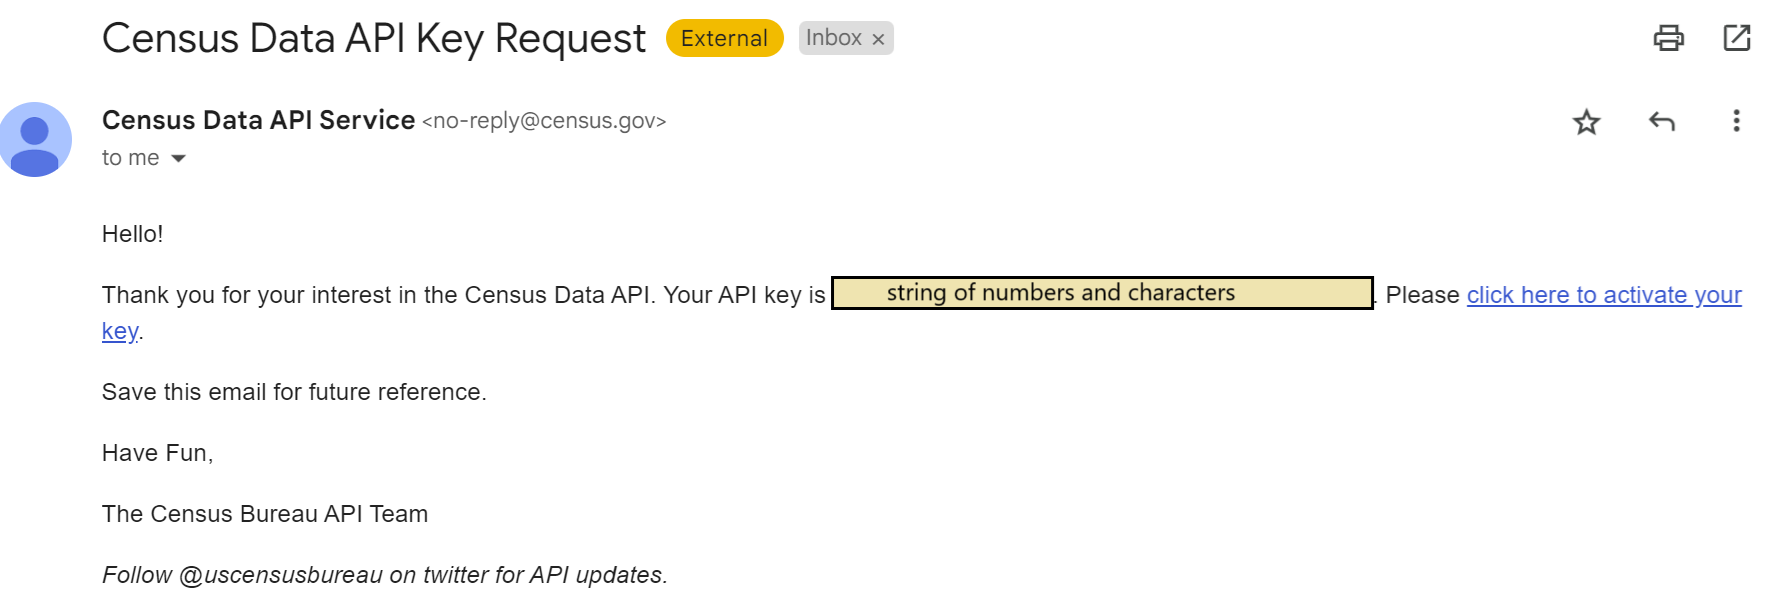 Census Data API Key Request External Inbox ×
Census Data API Service <no-reply@census.gov>
to me
Hello!
Thank you for your interest in the Census Data API. Your API key is string of numbers and characters. Please click here to activate your
key.
Save this email for future reference.
Have Fun,
The Census Bureau API Team
Follow @uscensusbureau on twitter for API updates.